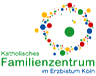 Katholisches
Familienzentrum
im Erzbistum Köln